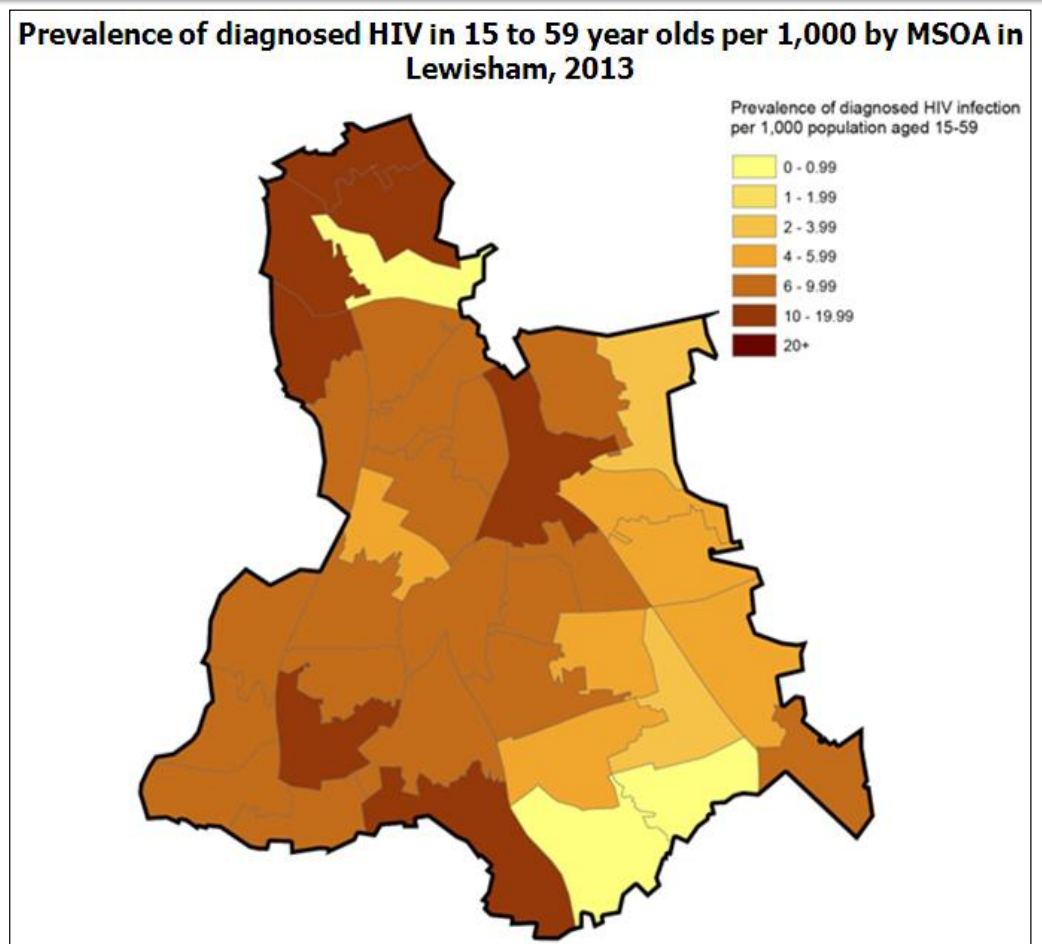 Prevalence of diagnosed HIV in 15 to 59 year olds per 1,000 by MSOA in
Lewisham, 2013
Prevalence of diagnosed HIV infection
per 1,000 population aged 15-59
0 - 0.99
1 - 1.99
2 - 3.99
4 - 5.99
6 - 9.99
10 - 19.99
20+